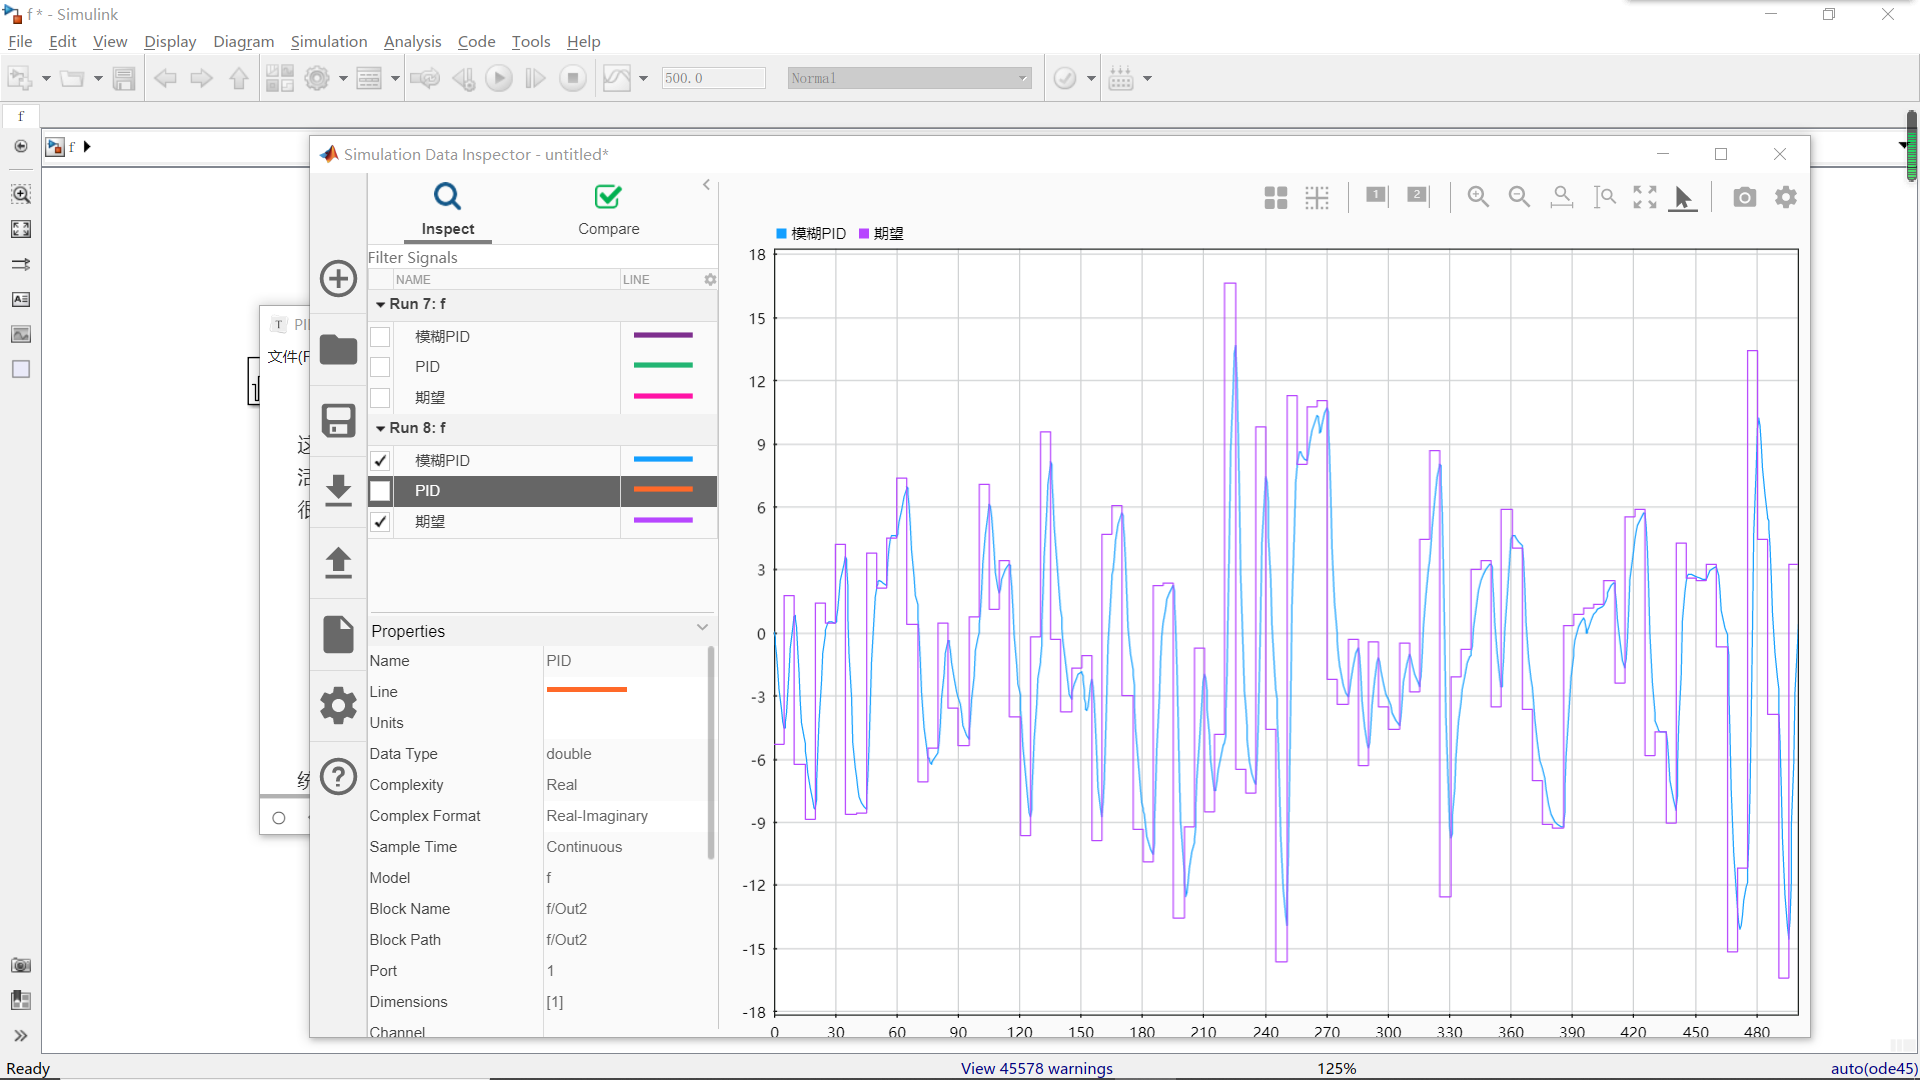 f * - Simulink
File Edit View Display Diagram Simulation Analysis Code Tools Help
500.0 Normal
f
f
Simulation Data Inspector - untitled*
Inspect Compare
Filter Signals
NAME LINE
Run 7: f
模糊PID
PID
期望
Run 8: f
模糊PID
PID
期望
Properties
Name PID
Line
Units
Data Type double
Complexity Real
Complex Format Real-Imaginary
Sample Time Continuous
Model f
Block Name f/Out2
Block Path f/Out2
Port 1
Dimensions [1]
Channel
1 2
模糊PID 期望
18
15
12
9
6
3
0
-3
-6
-9
-12
-15
-18
0 30 60 90 120 150 180 210 240 270 300 330 360 390 420 450 480
T
文件(F
这
活
很
Ready View 45578 warnings 125% auto(ode45)